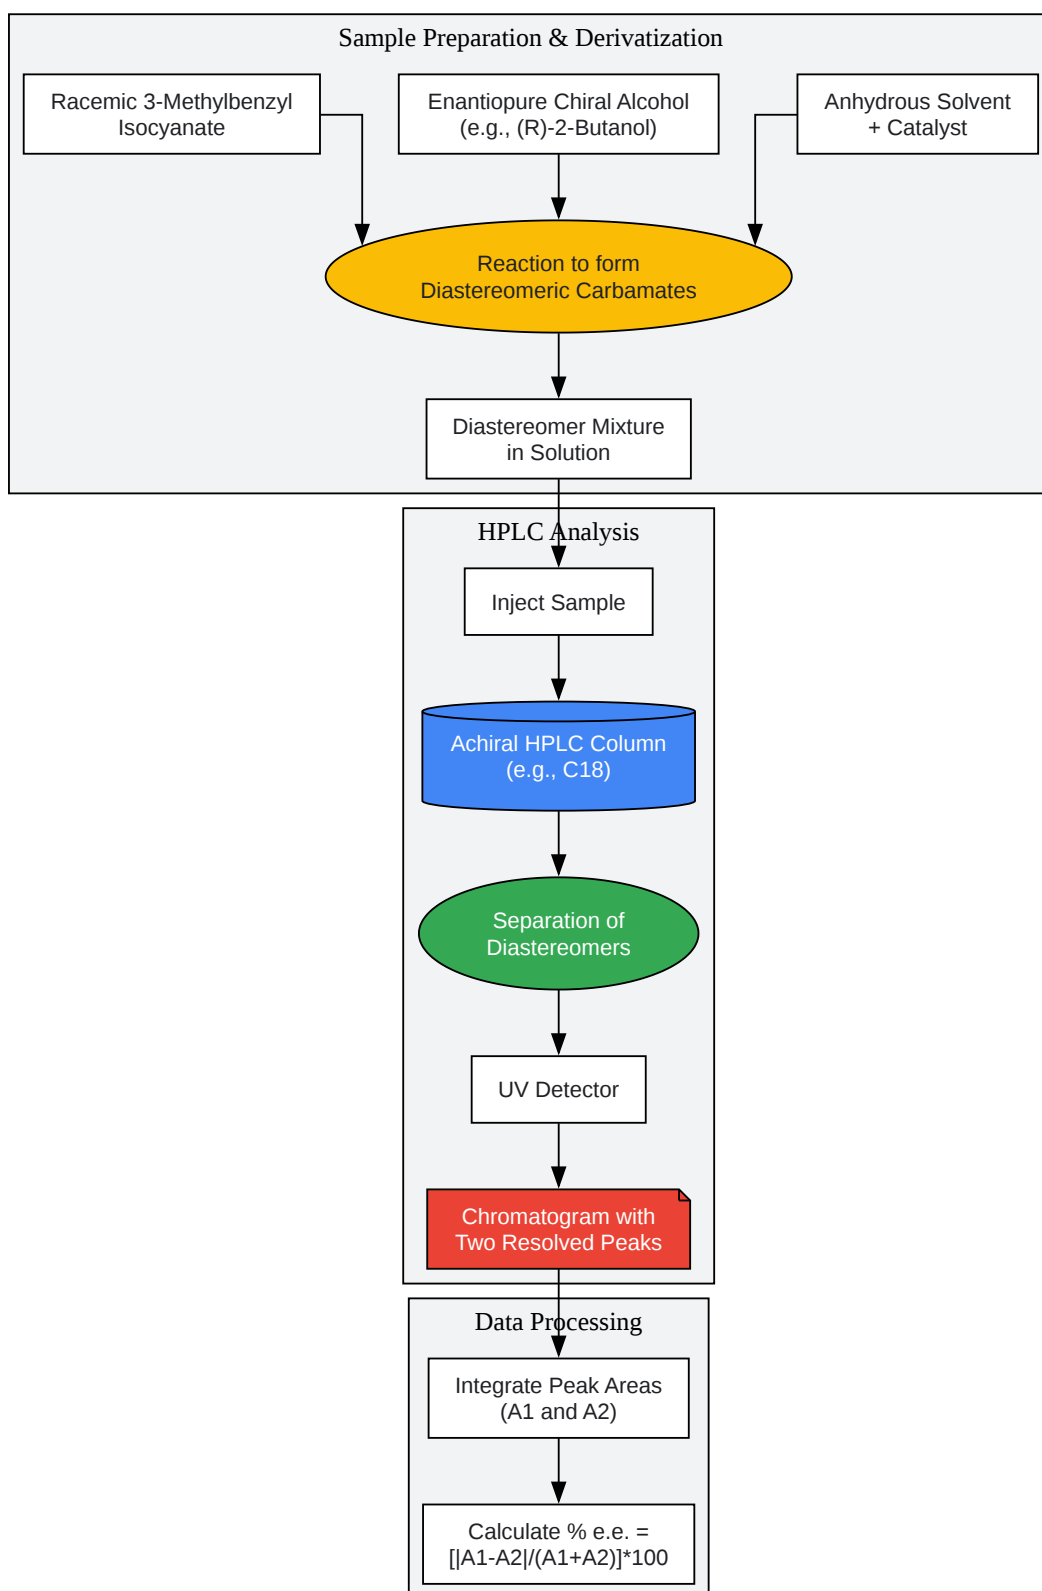 Sample Preparation & Derivatization
Racemic 3-Methylbenzyl
Isocyanate
Enantiopure Chiral Alcohol
(e.g., (R)-2-Butanol)
Anhydrous Solvent
+ Catalyst
Reaction to form
Diastereomeric Carbamates
Diastereomer Mixture
in Solution
HPLC Analysis
Inject Sample
Achiral HPLC Column
(e.g., C18)
Separation of
Diastereomers
UV Detector
Chromatogram with
Two Resolved Peaks
Data Processing
Integrate Peak Areas
(A1 and A2)
Calculate % e.e. =
[|A1-A2|/(A1+A2)]*100